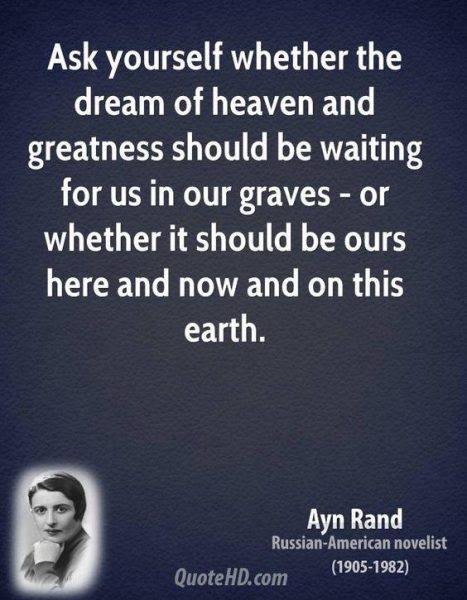 Ask yourself whether the
dream of heaven and
greatness should be waiting
for us in our graves - or
whether it should be ours
here and now and on this
earth.
Ayn Rand
Russian-American novelist
(1905-1982)
QuoteHD.com